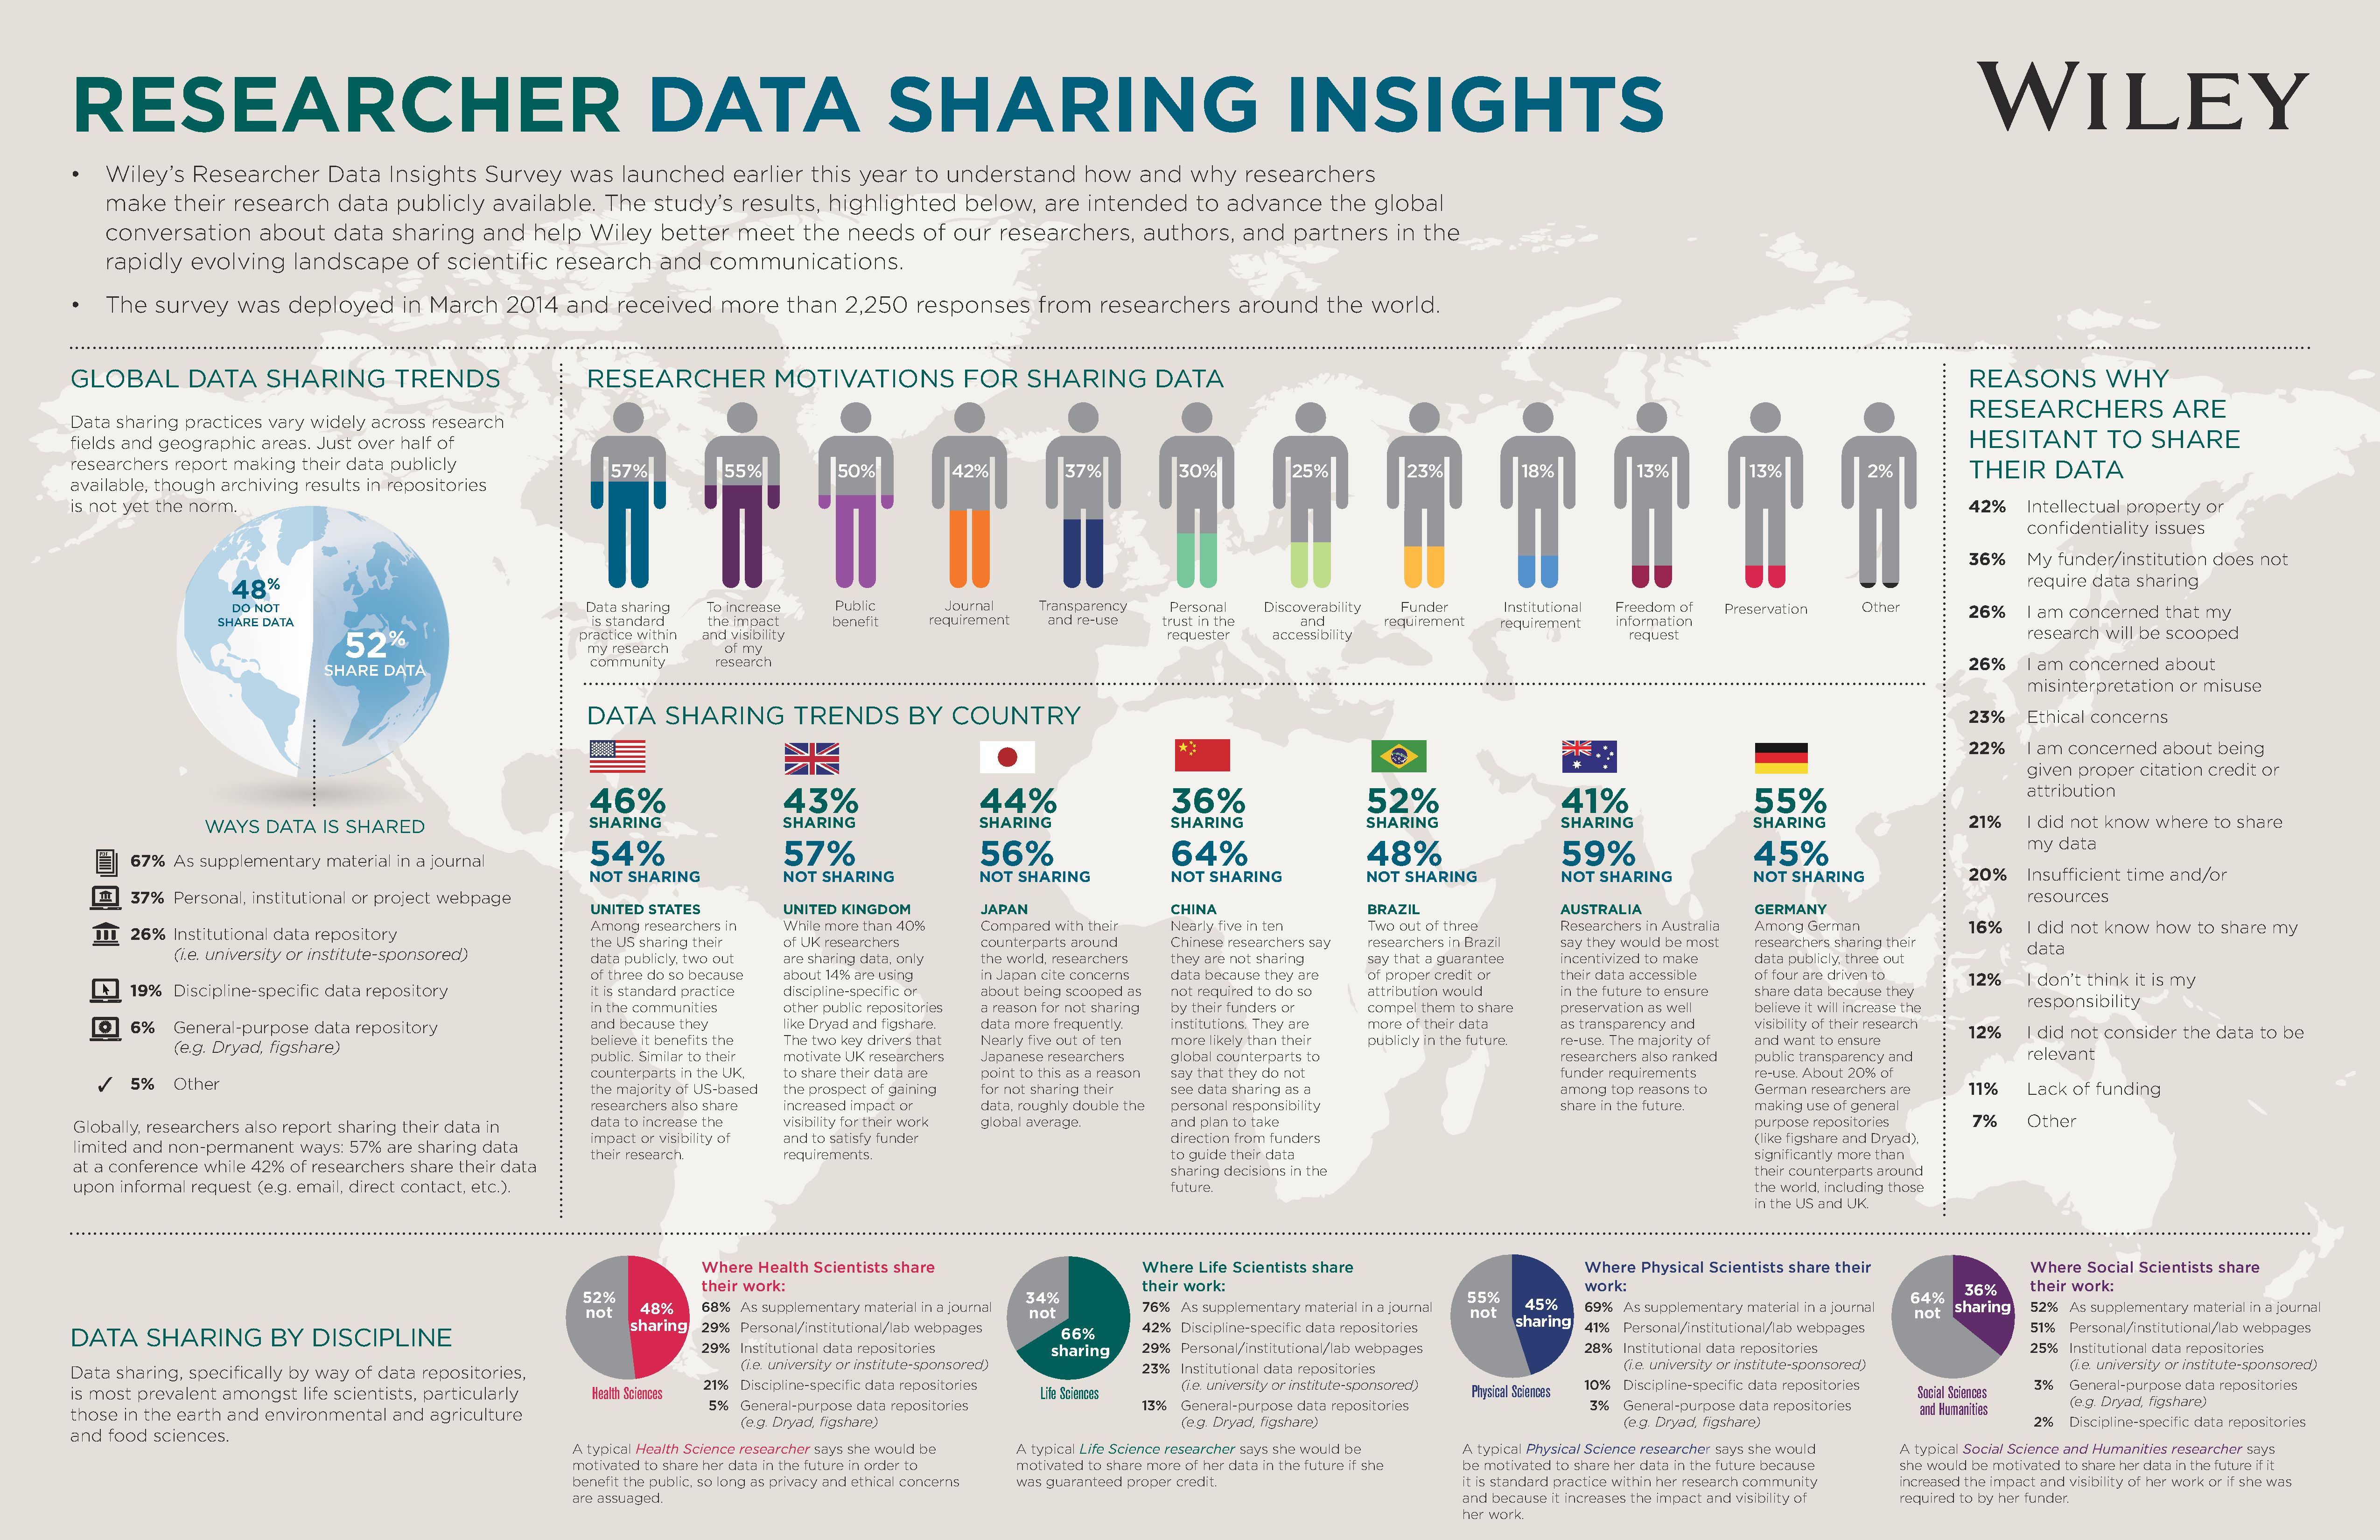 RESEARCHER DATA SHARING INSIGHTS
WILEY
• Wiley's Researcher Data Insights Survey was launched earlier this year to understand how and why researchers
make their research data publicly available. The study's results, highlighted below, are intended to advance the global
conversation about data sharing and help Wiley better meet the needs of our researchers, authors, and partners in the
rapidly evolving landscape of scientific research and communications.
• The survey was deployed in March 2014 and received more than 2,250 responses from researchers around the world.
GLOBAL DATA SHARING TRENDS
Data sharing practices vary widely across research
fields and geographic areas. Just over half of
researchers report making their data publicly
available, though archiving results in repositories
is not yet the norm.
48%
DO NOT
SHARE DATA
52%
SHARE DATA
WAYS DATA IS SHARED
67% As supplementary material in a journal
37% Personal, institutional or project webpage
26% Institutional data repository
(i.e. university or institute-sponsored)
19% Discipline-specific data repository
6% General-purpose data repository
(e.g. Dryad, figshare)
✓ 5% Other
Globally, researchers also report sharing their data in
limited and non-permanent ways: 57% are sharing data
at a conference while 42% of researchers share their data
upon informal request (e.g. email, direct contact, etc.).
RESEARCHER MOTIVATIONS FOR SHARING DATA
57%
Data sharing
is standard
practice within
my research
community
55%
To increase
the impact
and visibility
of my
research
50%
Public
benefit
42%
Journal
requirement
37%
Transparency
and re-use
30%
Personal
trust in the
requester
25%
Discoverability
and
accessibility
23%
Funder
requirement
18%
Institutional
requirement
13%
Freedom of
information
request
13%
Preservation
2%
Other
DATA SHARING TRENDS BY COUNTRY
46%
SHARING
54%
NOT SHARING
UNITED STATES
Among researchers in
the US sharing their
data publicly, two out
of three do so because
it is standard practice
in the communities
and because they
believe it benefits the
public. Similar to their
counterparts in the UK,
the majority of US-based
researchers also share
data to increase the
impact or visibility of
their research.
43%
SHARING
57%
NOT SHARING
UNITED KINGDOM
While more than 40%
of UK researchers
are sharing data, only
about 14% are using
discipline-specific or
other public repositories
like Dryad and figshare.
The two key drivers that
motivate UK researchers
to share their data are
the prospect of gaining
increased impact or
visibility for their work
and to satisfy funder
requirements.
44%
SHARING
56%
NOT SHARING
JAPAN
Compared with their
counterparts around
the world, researchers
in Japan cite concerns
about being scooped as
a reason for not sharing
data more frequently.
Nearly five out of ten
Japanese researchers
point to this as a reason
for not sharing their
data, roughly double the
global average.
36%
SHARING
64%
NOT SHARING
CHINA
Nearly five in ten
Chinese researchers say
they are not sharing
data because they are
not required to do so
by their funders or
institutions. They are
more likely than their
global counterparts to
say that they do not
see data sharing as a
personal responsibility
and plan to take
direction from funders
to guide their data
sharing decisions in the
future.
52%
SHARING
48%
NOT SHARING
BRAZIL
Two out of three
researchers in Brazil
say that a guarantee
of proper credit or
attribution would
compel them to share
more of their data
publicly in the future.
41%
SHARING
59%
NOT SHARING
AUSTRALIA
Researchers in Australia
say they would be most
incentivized to make
their data accessible
in the future to ensure
preservation as well
as transparency and
re-use. The majority of
researchers also ranked
funder requirements
among top reasons to
share in the future.
55%
SHARING
45%
NOT SHARING
GERMANY
Among German
researchers sharing their
data publicly, three out
of four are driven to
share data because they
believe it will increase the
visibility of their research
and want to ensure
public transparency and
re-use. About 20% of
German researchers are
making use of general
purpose repositories
(like figshare and Dryad),
significantly more than
their counterparts around
the world, including those
in the US and UK.
REASONS WHY
RESEARCHERS ARE
HESITANT TO SHARE
THEIR DATA
42% Intellectual property or
confidentiality issues
36% My funder/institution does not
require data sharing
26% I am concerned that my
research will be scooped
26% I am concerned about
misinterpretation or misuse
23% Ethical concerns
22% I am concerned about being
given proper citation credit or
attribution
21% I did not know where to share
my data
20% Insufficient time and/or
resources
16% I did not know how to share my
data
12% I don't think it is my
responsibility
12% I did not consider the data to be
relevant
11% Lack of funding
7% Other
DATA SHARING BY DISCIPLINE
Data sharing, specifically by way of data repositories,
is most prevalent amongst life scientists, particularly
those in the earth and environmental and agriculture
and food sciences.
52%
not
48%
sharing
Health Sciences
Where Health Scientists share
their work:
68% As supplementary material in a journal
29% Personal/institutional/lab webpages
29% Institutional data repositories
(i.e. university or institute-sponsored)
21% Discipline-specific data repositories
5% General-purpose data repositories
(e.g. Dryad, figshare)
A typical Health Science researcher says she would be
motivated to share her data in the future in order to
benefit the public, so long as privacy and ethical concerns
are assuaged.
34%
not
66%
sharing
Life Sciences
Where Life Scientists share
their work:
76% As supplementary material in a journal
42% Discipline-specific data repositories
29% Personal/institutional/lab webpages
23% Institutional data repositories
(i.e. university or institute-sponsored)
13% General-purpose data repositories
(e.g. Dryad, figshare)
A typical Life Science researcher says she would be
motivated to share more of her data in the future if she
was guaranteed proper credit.
55%
not
45%
sharing
Physical Sciences
Where Physical Scientists share their
work:
69% As supplementary material in a journal
41% Personal/institutional/lab webpages
28% Institutional data repositories
(i.e. university or institute-sponsored)
10% Discipline-specific data repositories
3% General-purpose data repositories
(e.g. Dryad, figshare)
A typical Physical Science researcher says she would
be motivated to share her data in the future because
it is standard practice within her research community
and because it increases the impact and visibility of
her work.
64%
not
36%
sharing
Social Sciences
and Humanities
Where Social Scientists share
their work:
52% As supplementary material in a journal
51% Personal/institutional/lab webpages
25% Institutional data repositories
(i.e. university or institute-sponsored)
3% General-purpose data repositories
(e.g. Dryad, figshare)
2% Discipline-specific data repositories
A typical Social Science and Humanities researcher says
she would be motivated to share her data in the future if it
increased the impact and visibility of her work or if she was
required to by her funder.